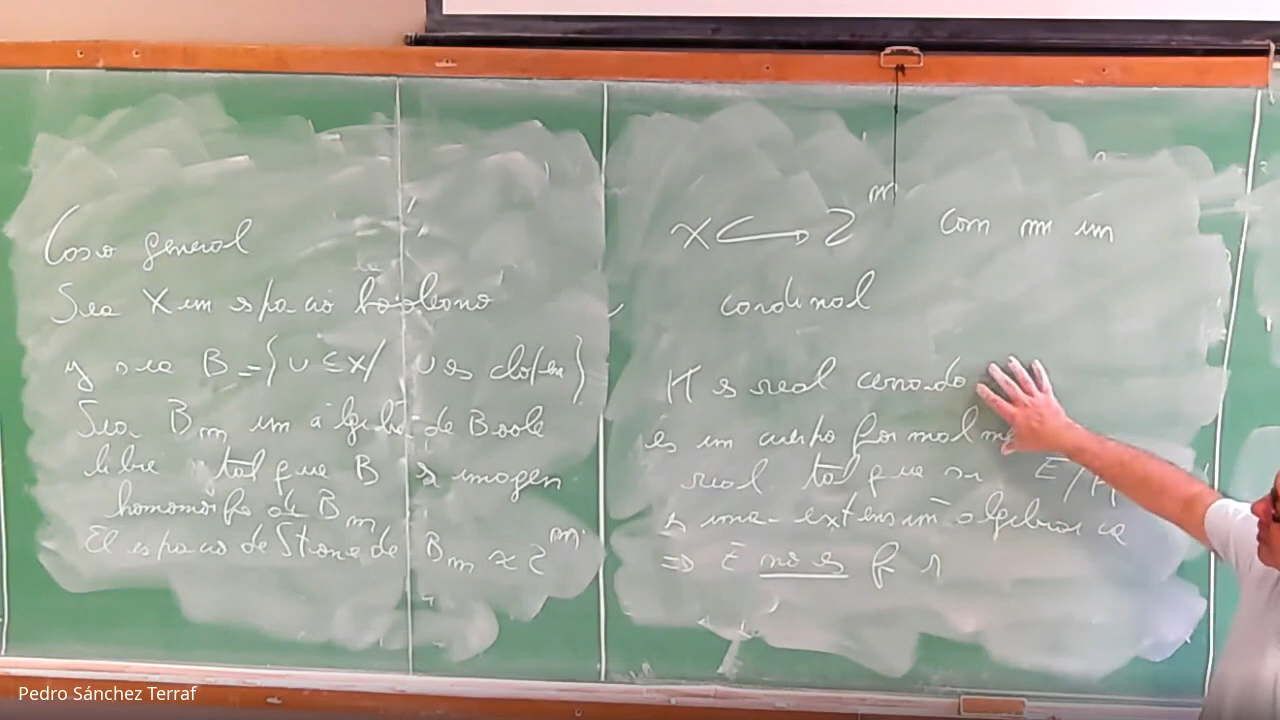 Caso general
Sea X un espacio booleano
y sea B = { U ⊆ X / U es clopen }
Sea B_m un álgebra de Boole
libre tal que B es imagen
homomorfa de B_m
El espacio de Stone de B_m ≈ 2^m
X ↪ 2^m con m un
cardinal
K es real cerrado
es un cuerpo formalme
real tal que si E/K
es una extensión algebraica
⇒ E no es f r
Pedro Sánchez Terraf